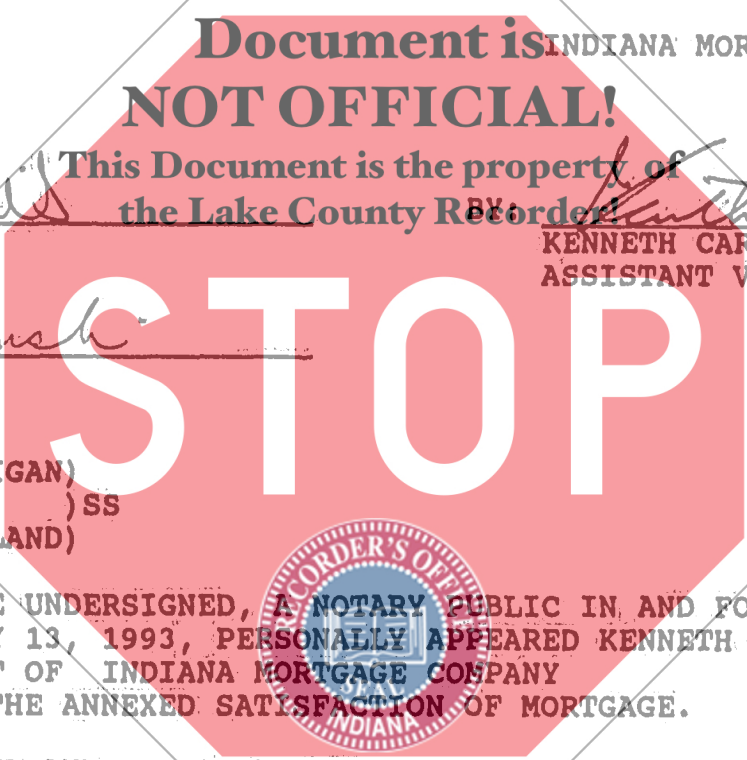 Document is INDIANA MOR
NOT OFFICIAL!
This Document is the property of
the Lake County Recorder! BY:
KENNETH CAR
ASSISTANT V
STOP
IGAN)
)SS
AND)
RECORDER'S OFFICE
E UNDERSIGNED, A NOTARY PUBLIC IN AND FO
Y 13, 1993, PERSONALLY APPEARED KENNETH
T OF INDIANA MORTGAGE COMPANY
SEAL
THE ANNEXED SATISFACTION OF MORTGAGE.
INDIANA